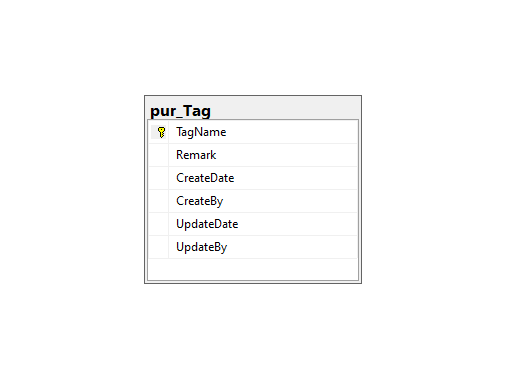 pur_Tag
TagName
Remark
CreateDate
CreateBy
UpdateDate
UpdateBy